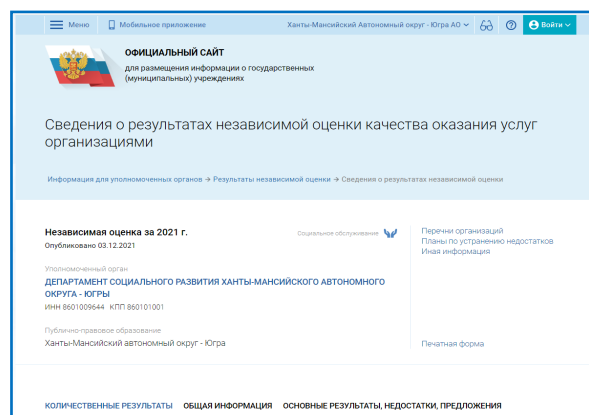 Меню Мобильное приложение Ханты-Мансийский Автономный округ - Югра АО Войти
ОФИЦИАЛЬНЫЙ САЙТ
для размещения информации о государственных
(муниципальных) учреждениях
Сведения о результатах независимой оценки качества оказания услуг
организациями
Информация для уполномоченных органов → Результаты независимой оценки → Сведения о результатах независимой оценки
Независимая оценка за 2021 г. Социальное обслуживание
Опубликовано 03.12.2021
Уполномоченный орган
ДЕПАРТАМЕНТ СОЦИАЛЬНОГО РАЗВИТИЯ ХАНТЫ-МАНСИЙСКОГО АВТОНОМНОГО
ОКРУГА - ЮГРЫ
ИНН 8601009644 КПП 860101001
Публично-правовое образование
Ханты-Мансийский автономный округ - Югра
Перечни организаций
Планы по устранению недостатков
Иная информация
Печатная форма
КОЛИЧЕСТВЕННЫЕ РЕЗУЛЬТАТЫ ОБЩАЯ ИНФОРМАЦИЯ ОСНОВНЫЕ РЕЗУЛЬТАТЫ, НЕДОСТАТКИ, ПРЕДЛОЖЕНИЯ